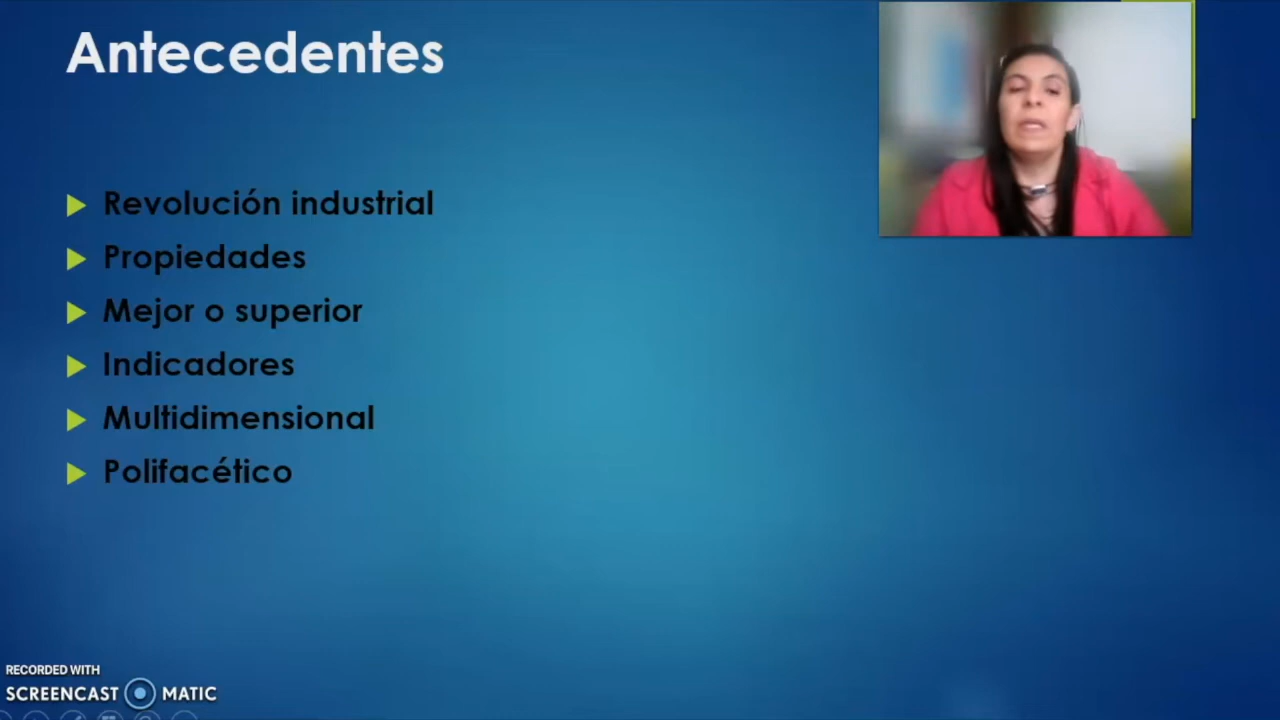 Antecedentes
Revolución industrial
Propiedades
Mejor o superior
Indicadores
Multidimensional
Polifacético
RECORDED WITH
SCREENCAST MATIC